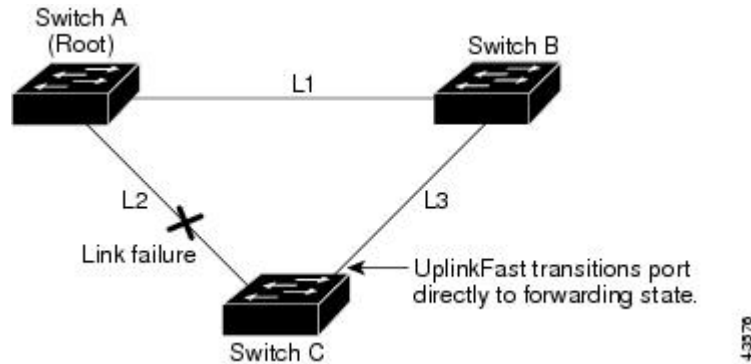 Switch A
(Root)
Switch B
L1
L2
L3
Link failure
UplinkFast transitions port
directly to forwarding state.
Switch C